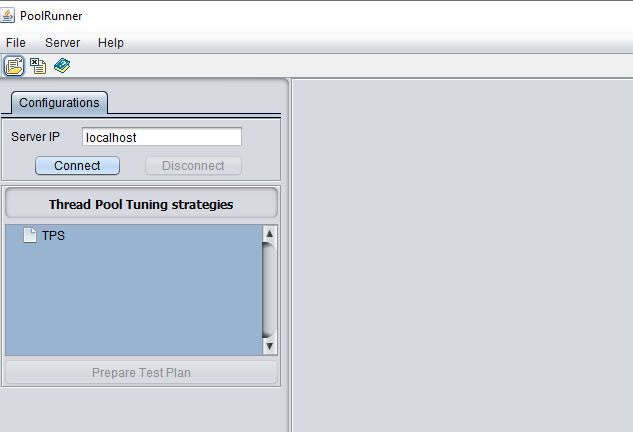 PoolRunner
File Server Help
Configurations
Server IP localhost
Connect Disconnect
Thread Pool Tuning strategies
TPS
Prepare Test Plan